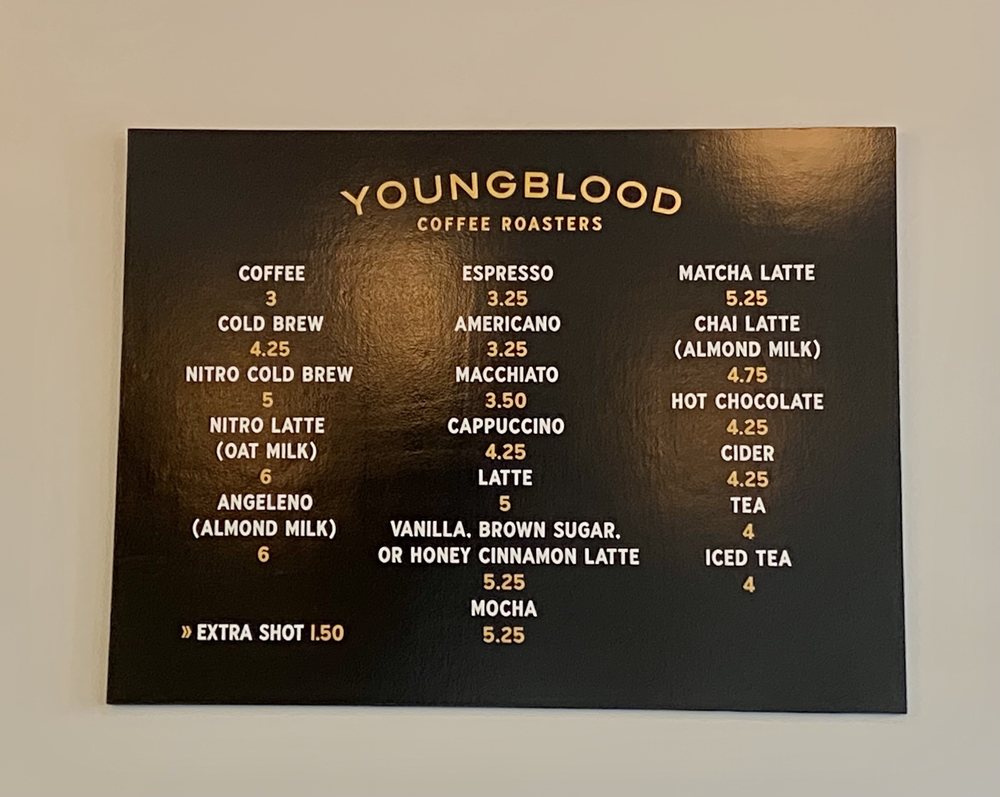 YOUNGBLOOD
COFFEE ROASTERS
COFFEE
3
COLD BREW
4.25
NITRO COLD BREW
5
NITRO LATTE
(OAT MILK)
6
ANGELENO
(ALMOND MILK)
6
» EXTRA SHOT 1.50
ESPRESSO
3.25
AMERICANO
3.25
MACCHIATO
3.50
CAPPUCCINO
4.25
LATTE
5
VANILLA, BROWN SUGAR,
OR HONEY CINNAMON LATTE
5.25
MOCHA
5.25
MATCHA LATTE
5.25
CHAI LATTE
(ALMOND MILK)
4.75
HOT CHOCOLATE
4.25
CIDER
4.25
TEA
4
ICED TEA
4